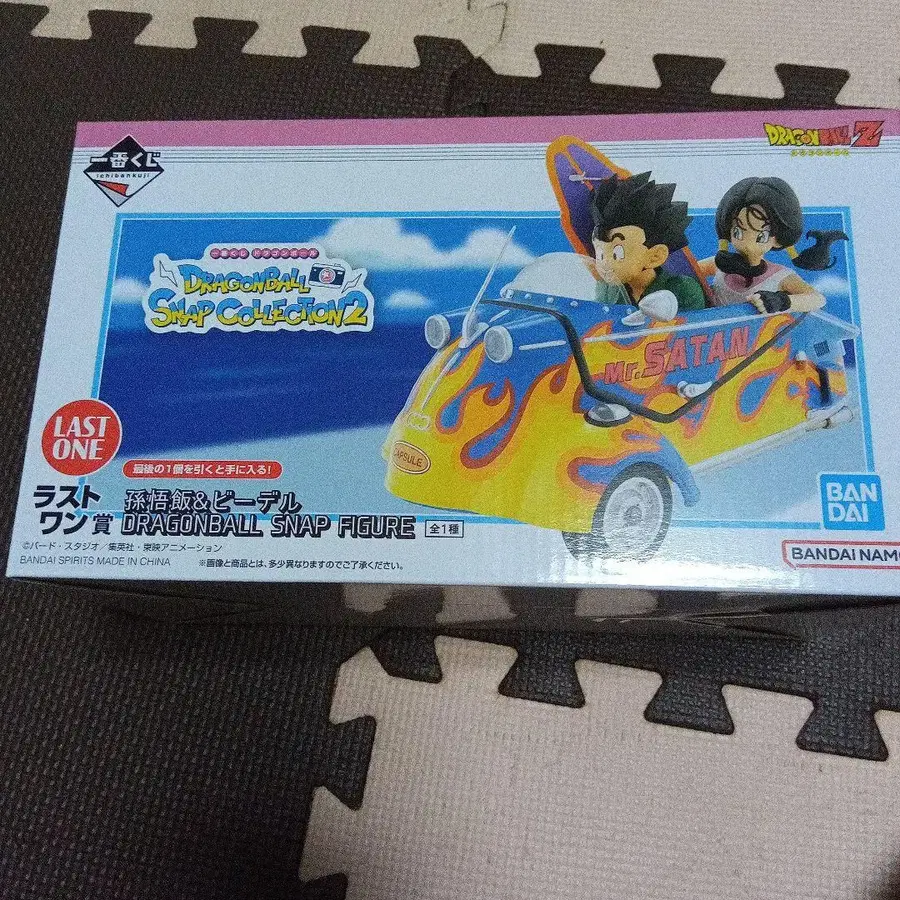 一番くじ
ichibankuji
DRAGONBALL Z
一番くじ ドラゴンボール
DRAGONBALL
SNAP COLLECTION2
Mr.SATAN
CAPSULE
LAST
ONE
最後の1個を引くと手に入る!
ラスト
ワン賞
孫悟飯&ビーデル
DRAGONBALL SNAP FIGURE 全1種
©バード・スタジオ/集英社・東映アニメーション
BANDAI SPIRITS MADE IN CHINA
※画像と商品とは、多少異なりますのでご了承ください。
BAN
DAI
BANDAI NAMCO